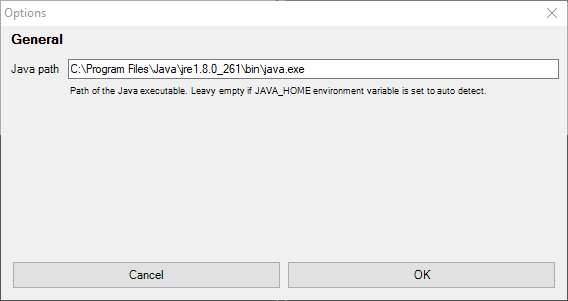 Options
General
Java path C:\Program Files\Java\jre1.8.0_261\bin\java.exe
Path of the Java executable. Leavy empty if JAVA_HOME environment variable is set to auto detect.
Cancel OK